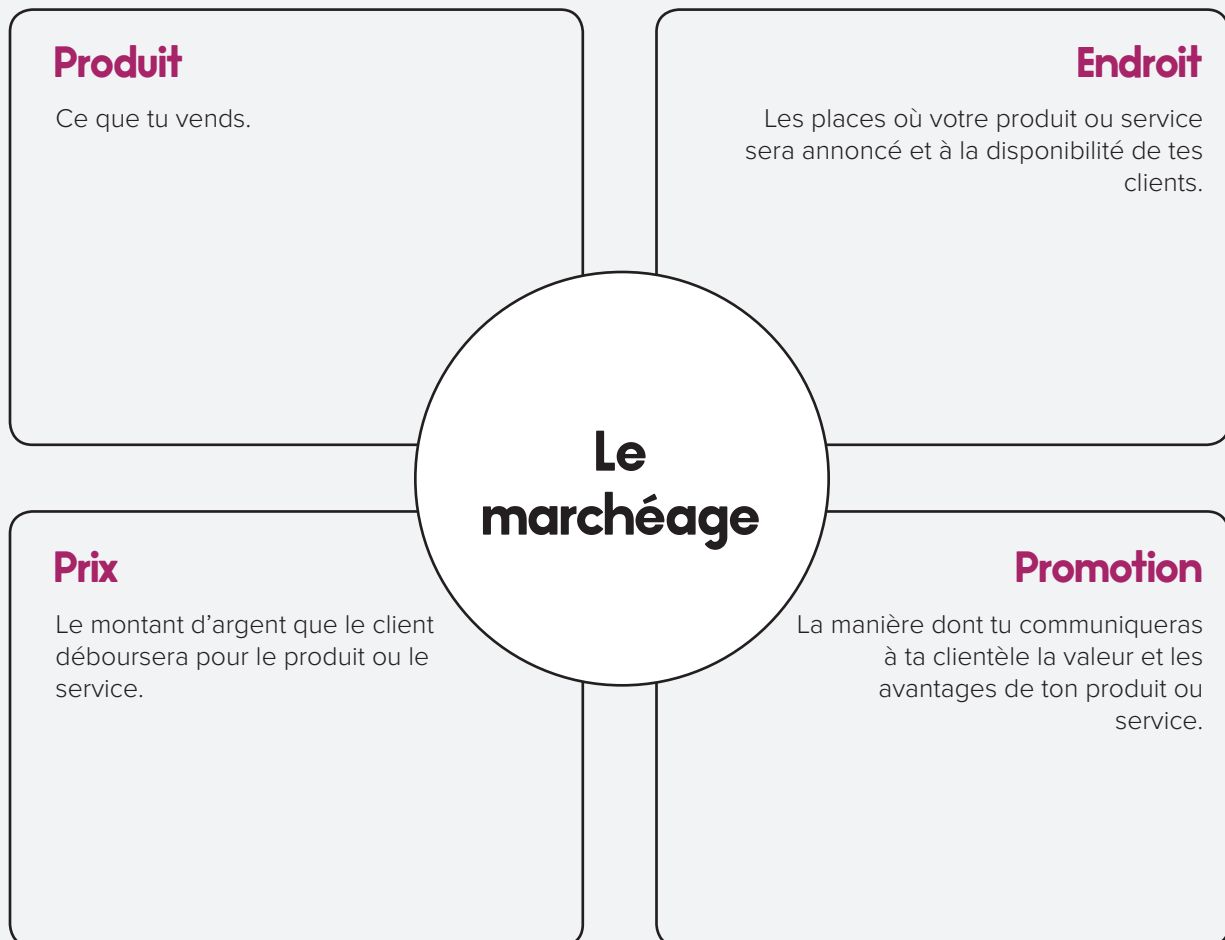 Produit
Ce que tu vends.
Endroit
Les places où votre produit ou service
sera annoncé et à la disponibilité de tes
clients.
Le
marchéage
Prix
Le montant d’argent que le client
déboursera pour le produit ou le
service.
Promotion
La manière dont tu communiqueras
à ta clientèle la valeur et les
avantages de ton produit ou
service.